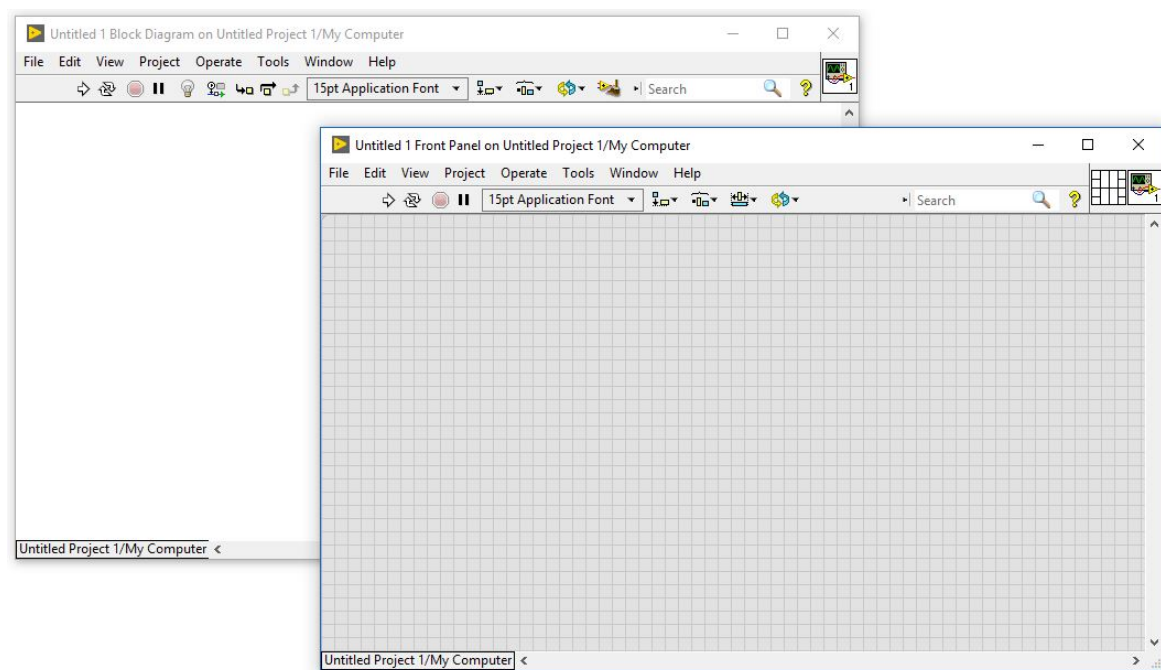 Untitled 1 Block Diagram on Untitled Project 1/My Computer
File Edit View Project Operate Tools Window Help
15pt Application Font Search
1
Untitled 1 Front Panel on Untitled Project 1/My Computer
File Edit View Project Operate Tools Window Help
15pt Application Font Search
1
Untitled Project 1/My Computer
Untitled Project 1/My Computer